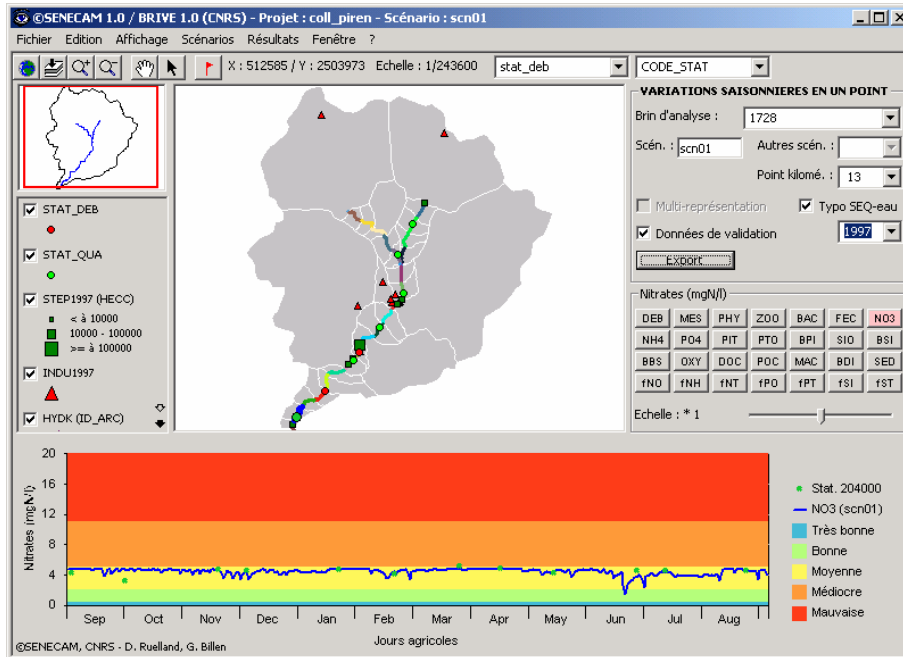 ©SENECAM 1.0 / BRIVE 1.0 (CNRS) - Projet : coll_piren - Scénario : scn01
Fichier Edition Affichage Scénarios Résultats Fenêtre ?
X : 512585 / Y : 2503973 Echelle : 1/243600 stat_deb CODE_STAT
STAT_DEB
STAT_QUA
STEP1997 (HECC)
< à 10000
10000 - 100000
>= à 100000
INDU1997
HYDK (ID_ARC)
VARIATIONS SAISONNIERES EN UN POINT
Brin d'analyse : 1728
Scén. : scn01 Autres scén. :
Point kilomé. : 13
Multi-représentation Typo SEQ-eau
Données de validation 1997
Export
Nitrates (mgN/l)
DEB MES PHY ZOO BAC FEC NO3
NH4 PO4 PIT PTO BPI SIO BSI
BBS OXY DOC POC MAC BDI SED
fNO fNH fNT fPO fPT fSI fST
Echelle : * 1
Nitrates (mgN/l)
20
16
12
8
4
0
Sep Oct Nov Dec Jan Feb Mar Apr May Jun Jul Aug
Jours agricoles
Stat. 204000
NO3 (scn01)
Très bonne
Bonne
Moyenne
Médiocre
Mauvaise
©SENECAM, CNRS - D. Ruelland, G. Billen